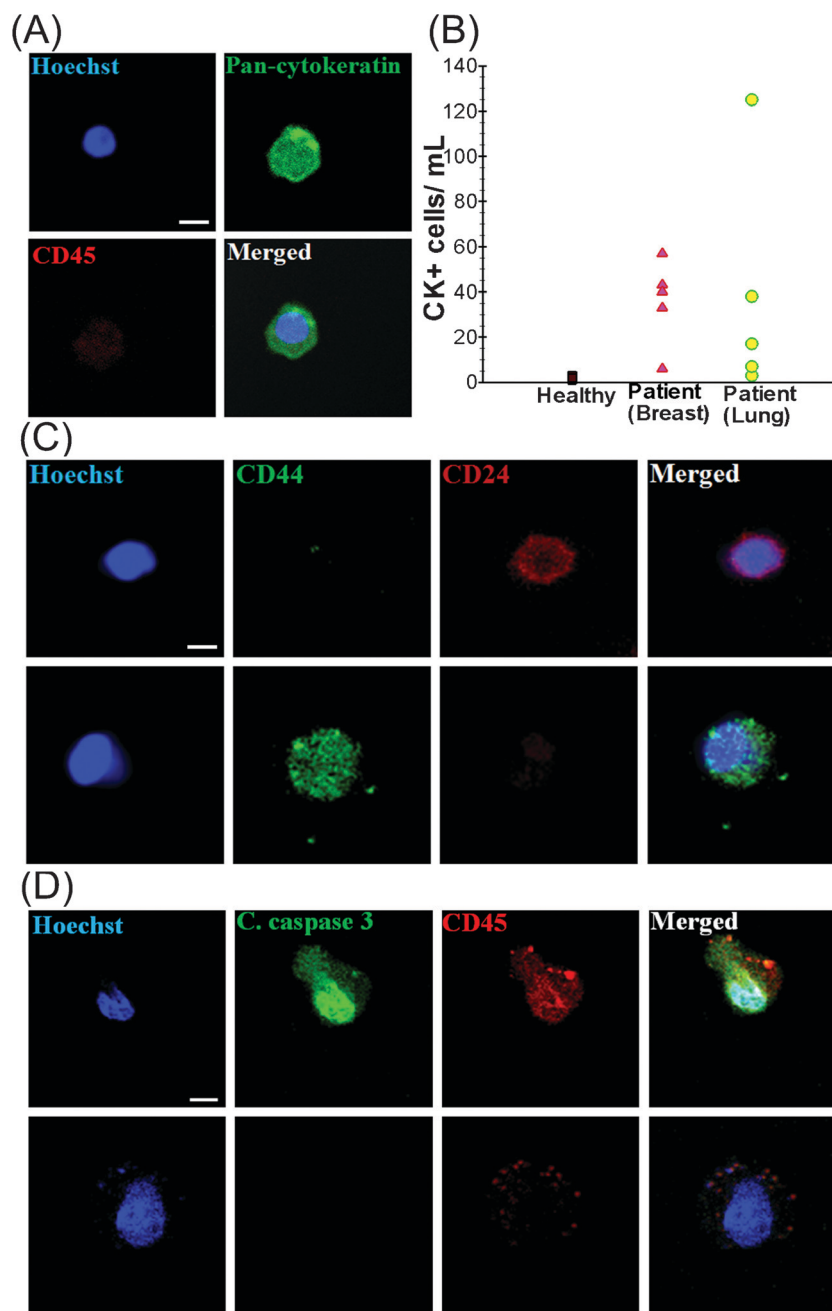 (A)
Hoechst
Pan-cytokeratin
CD45
Merged
(B)
CK+ cells/ mL
140
120
100
80
60
40
20
0
Healthy
Patient
(Breast)
Patient
(Lung)
(C)
Hoechst
CD44
CD24
Merged
(D)
Hoechst
C. caspase 3
CD45
Merged